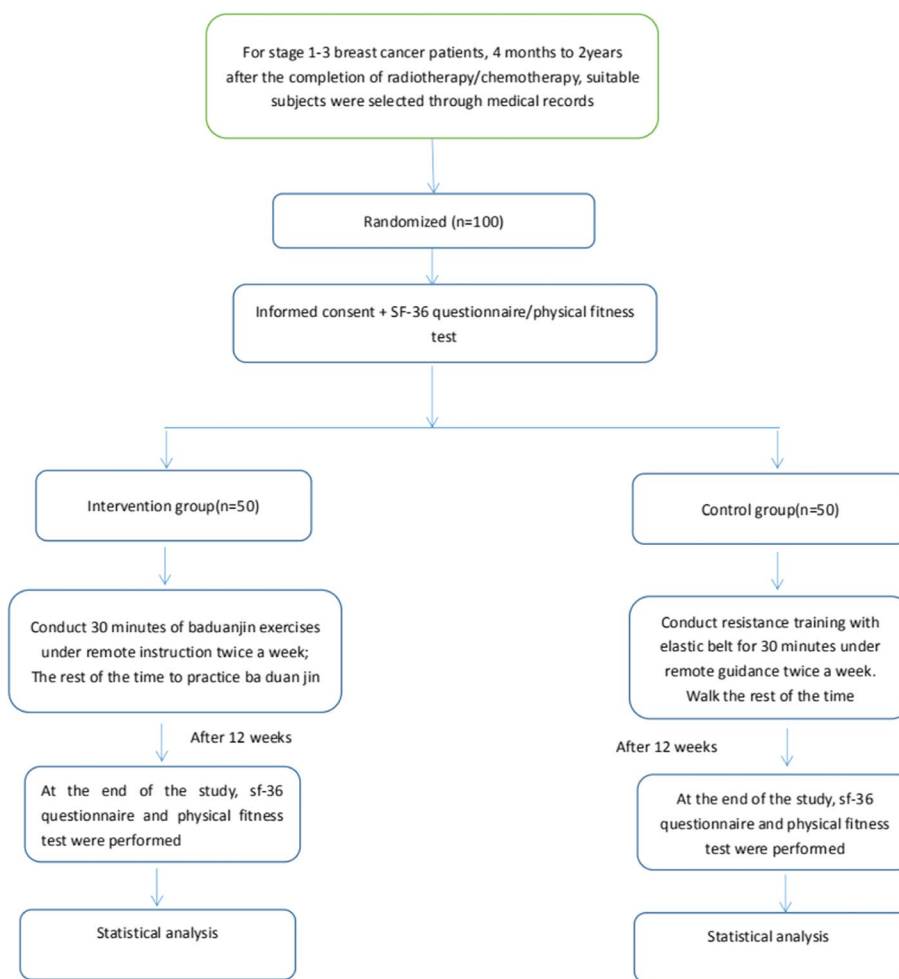 For stage 1-3 breast cancer patients, 4 months to 2years
after the completion of radiotherapy/chemotherapy, suitable
subjects were selected through medical records
Randomized (n=100)
Informed consent + SF-36 questionnaire/physical fitness
test
Intervention group(n=50)
Control group(n=50)
Conduct 30 minutes of baduanjin exercises
under remote instruction twice a week;
The rest of the time to practice ba duan jin
Conduct resistance training with
elastic belt for 30 minutes under
remote guidance twice a week.
Walk the rest of the time
After 12 weeks
After 12 weeks
At the end of the study, sf-36
questionnaire and physical fitness
test were performed
At the end of the study, sf-36
questionnaire and physical fitness
test were performed
Statistical analysis
Statistical analysis